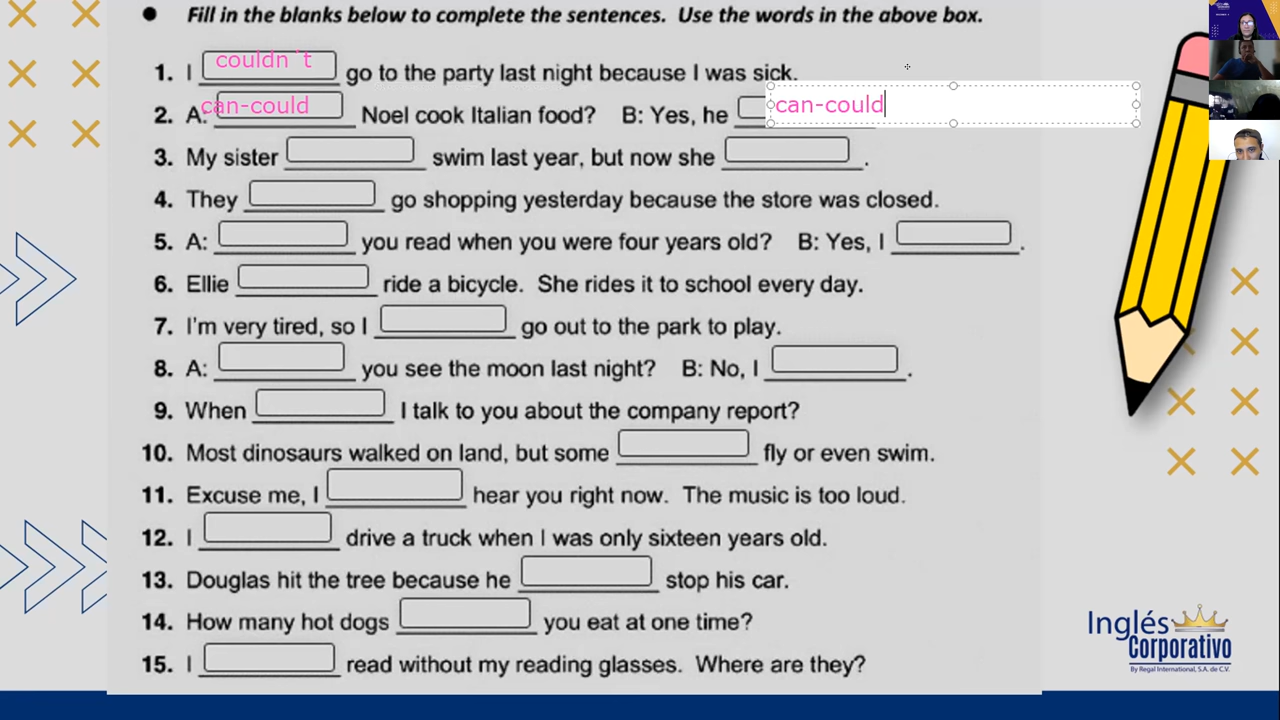 Fill in the blanks below to complete the sentences. Use the words in the above box.
1. I couldn´t go to the party last night because I was sick.
2. A: can-could Noel cook Italian food? B: Yes, he can-could
3. My sister swim last year, but now she .
4. They go shopping yesterday because the store was closed.
5. A: you read when you were four years old? B: Yes, I .
6. Ellie ride a bicycle. She rides it to school every day.
7. I'm very tired, so I go out to the park to play.
8. A: you see the moon last night? B: No, I .
9. When I talk to you about the company report?
10. Most dinosaurs walked on land, but some fly or even swim.
11. Excuse me, I hear you right now. The music is too loud.
12. I drive a truck when I was only sixteen years old.
13. Douglas hit the tree because he stop his car.
14. How many hot dogs you eat at one time?
15. I read without my reading glasses. Where are they?
Inglés
Corporativo
By Regal International, S.A. de C.V.